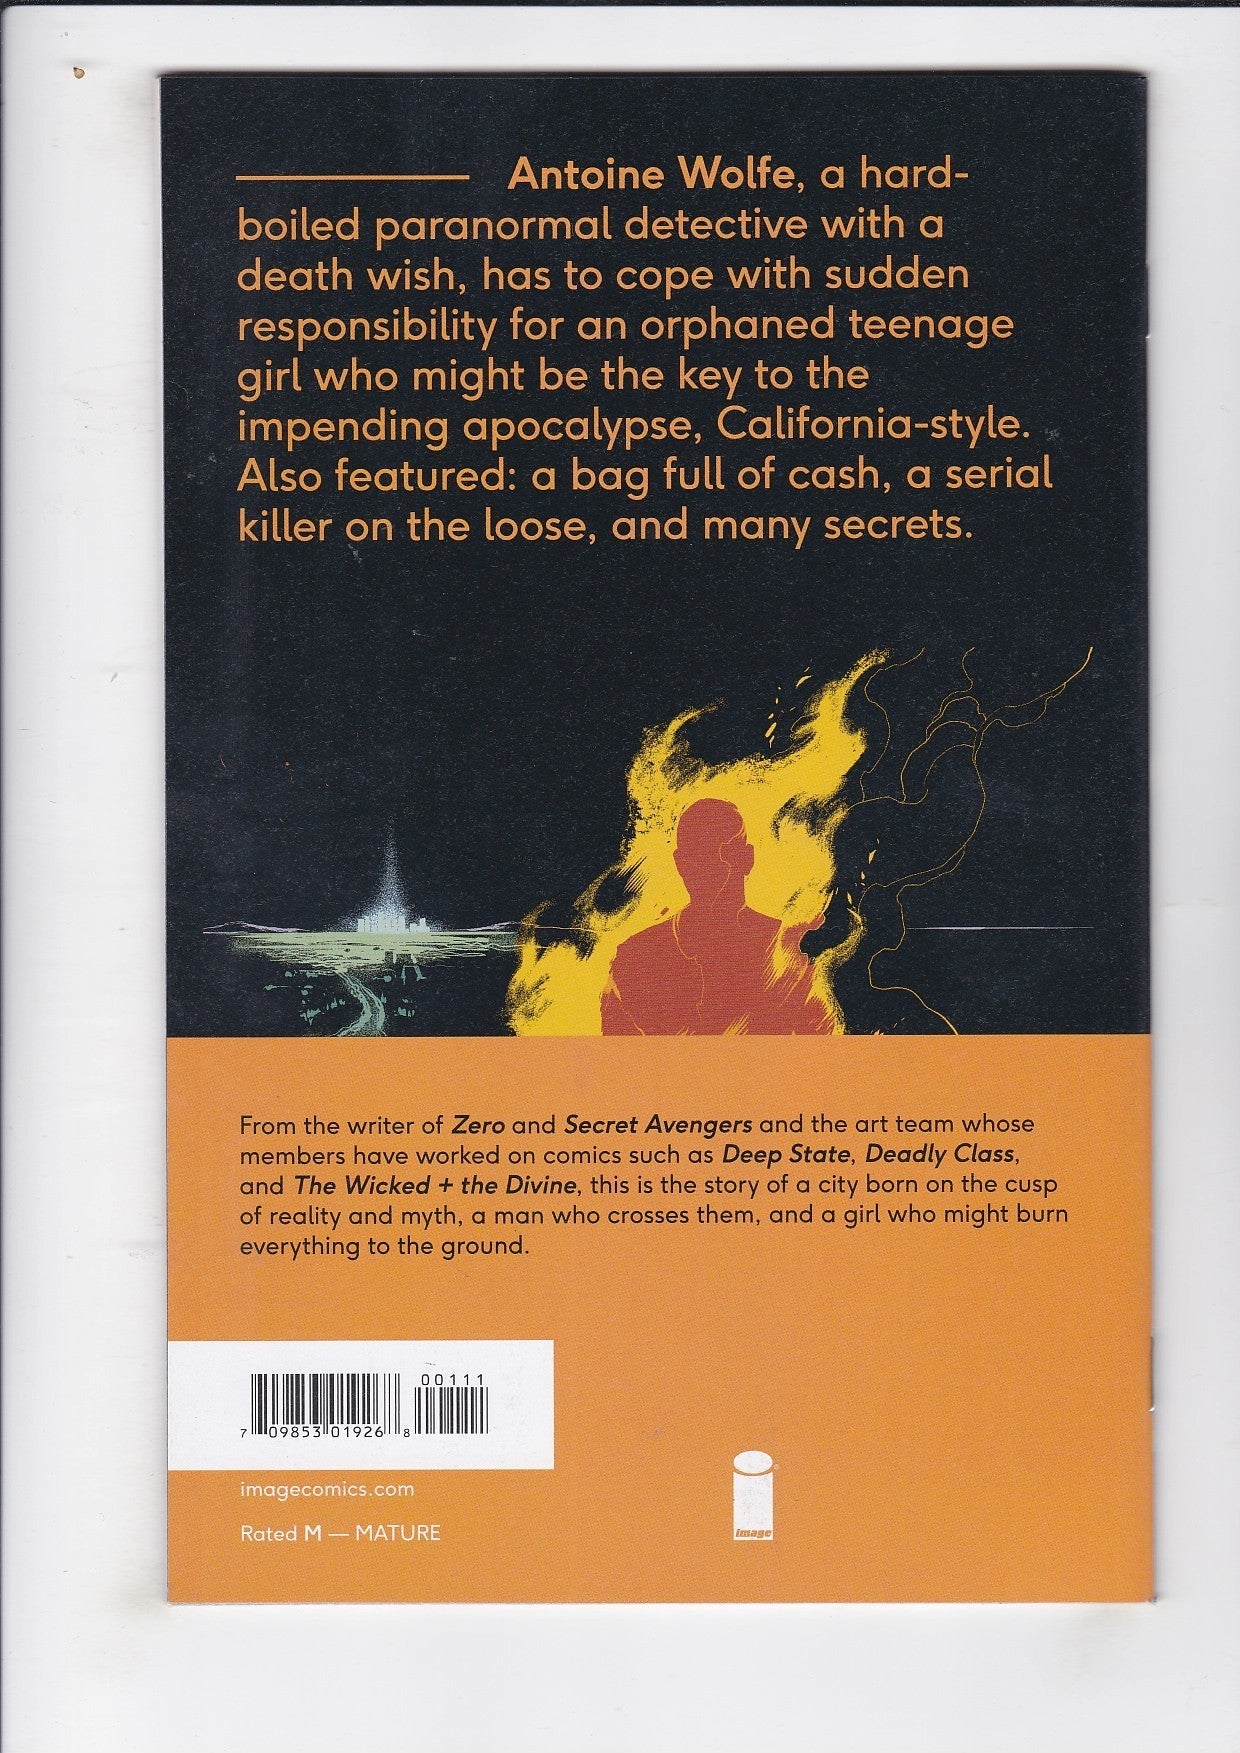 Antoine Wolfe, a hard-
boiled paranormal detective with a
death wish, has to cope with sudden
responsibility for an orphaned teenage
girl who might be the key to the
impending apocalypse, California-style.
Also featured: a bag full of cash, a serial
killer on the loose, and many secrets.
From the writer of Zero and Secret Avengers and the art team whose
members have worked on comics such as Deep State, Deadly Class,
and The Wicked + the Divine, this is the story of a city born on the cusp
of reality and myth, a man who crosses them, and a girl who might burn
everything to the ground.
00111
7 09853 01926 8
imagecomics.com
Rated M — MATURE
image